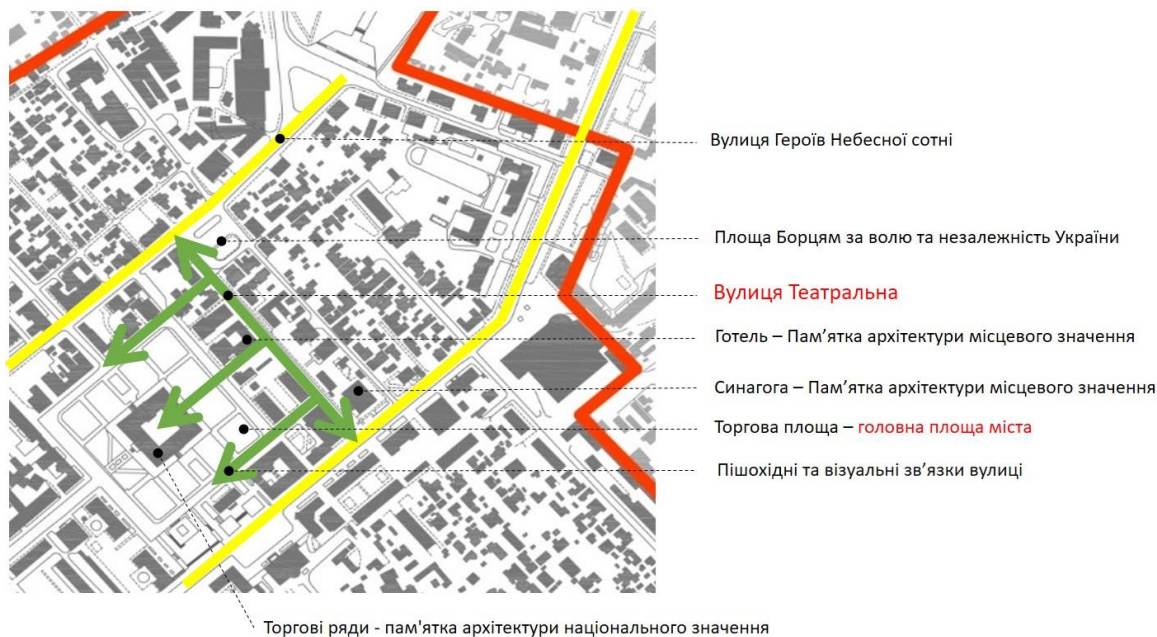 Вулиця Героїв Небесної сотні
Площа Борцям за волю та незалежність України
Вулиця Театральна
Готель – Пам’ятка архітектури місцевого значення
Синагога – Пам’ятка архітектури місцевого значення
Торгова площа – головна площа міста
Пішохідні та візуальні зв’язки вулиці
Торгові ряди - пам'ятка архітектури національного значення